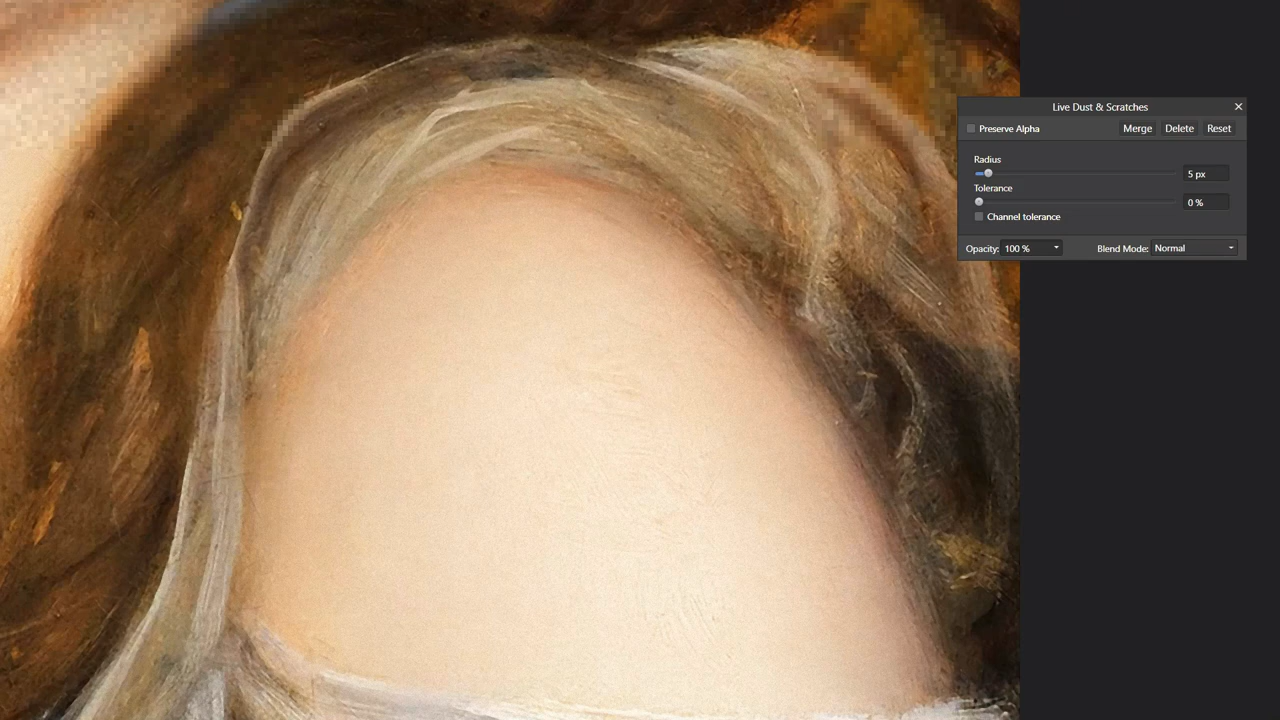 Live Dust & Scratches
Preserve Alpha Merge Delete Reset
Radius
5 px
Tolerance
0 %
Channel tolerance
Opacity: 100 % Blend Mode: Normal